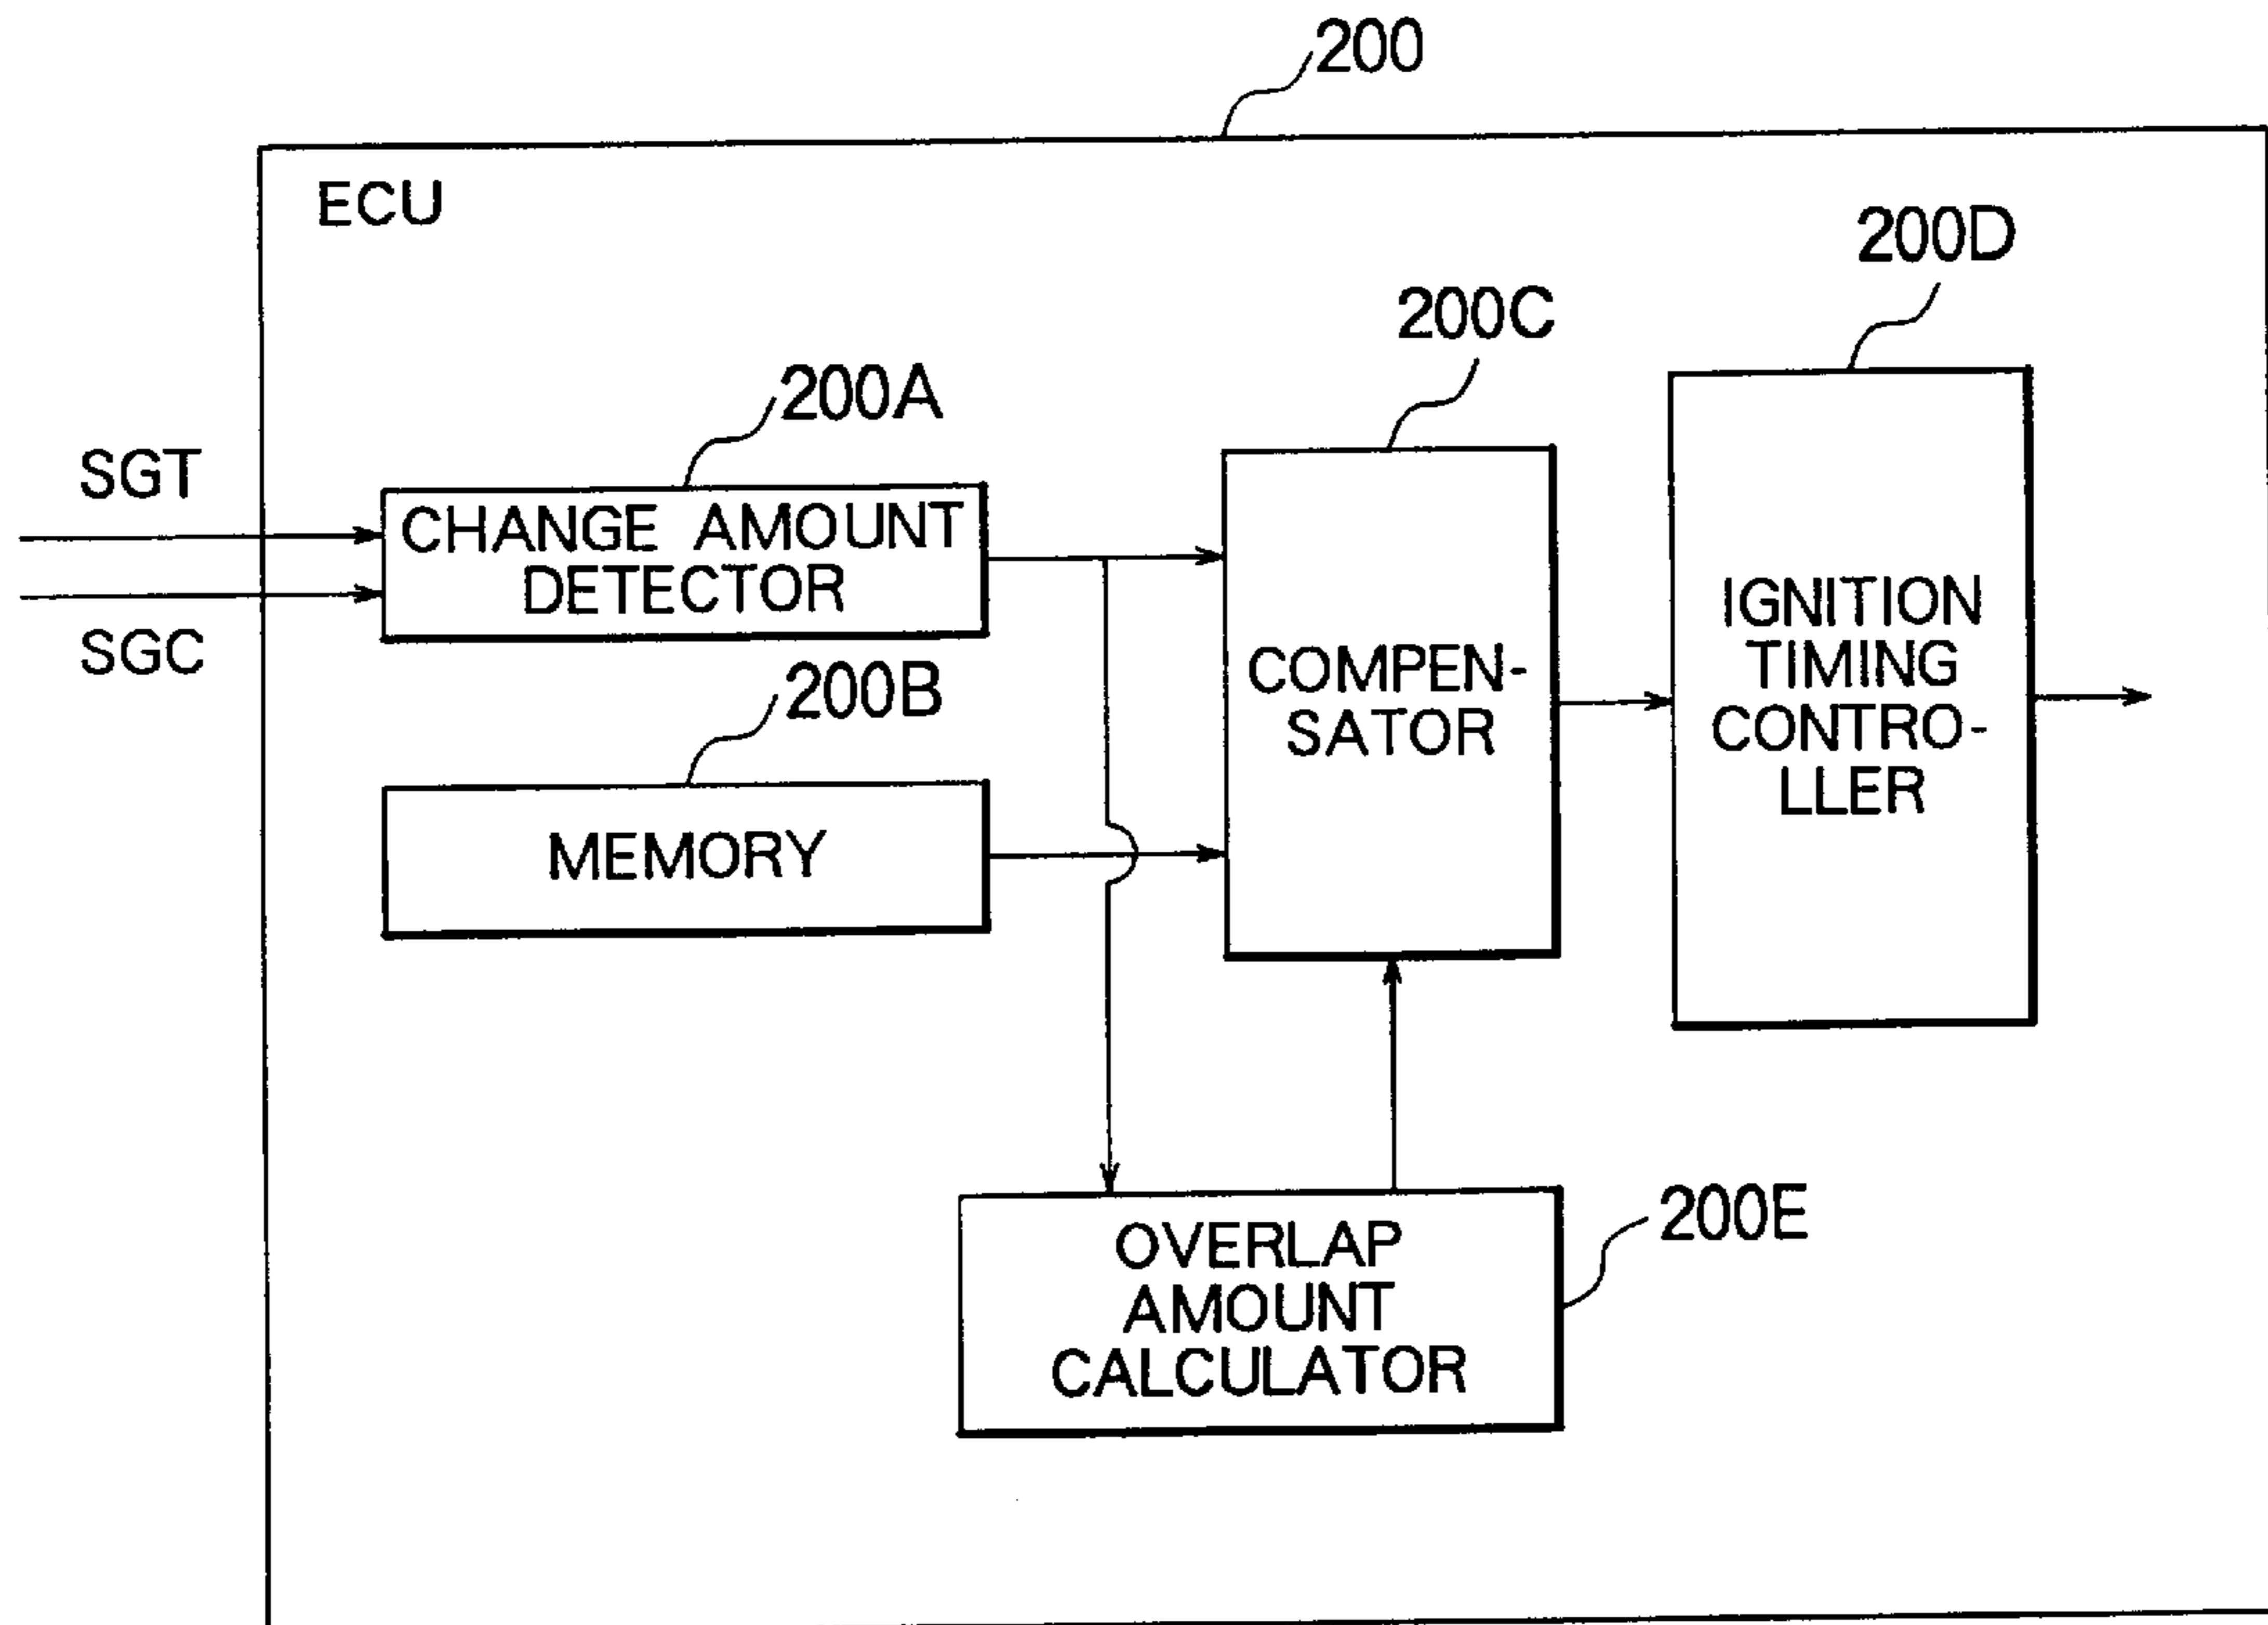 200
ECU
200D
200C
200A
SGT
CHANGE AMOUNT
DETECTOR
SGC
200B
MEMORY
COMPEN-
SATOR
IGNITION
TIMING
CONTRO-
LLER
OVERLAP
AMOUNT
CALCULATOR
200E